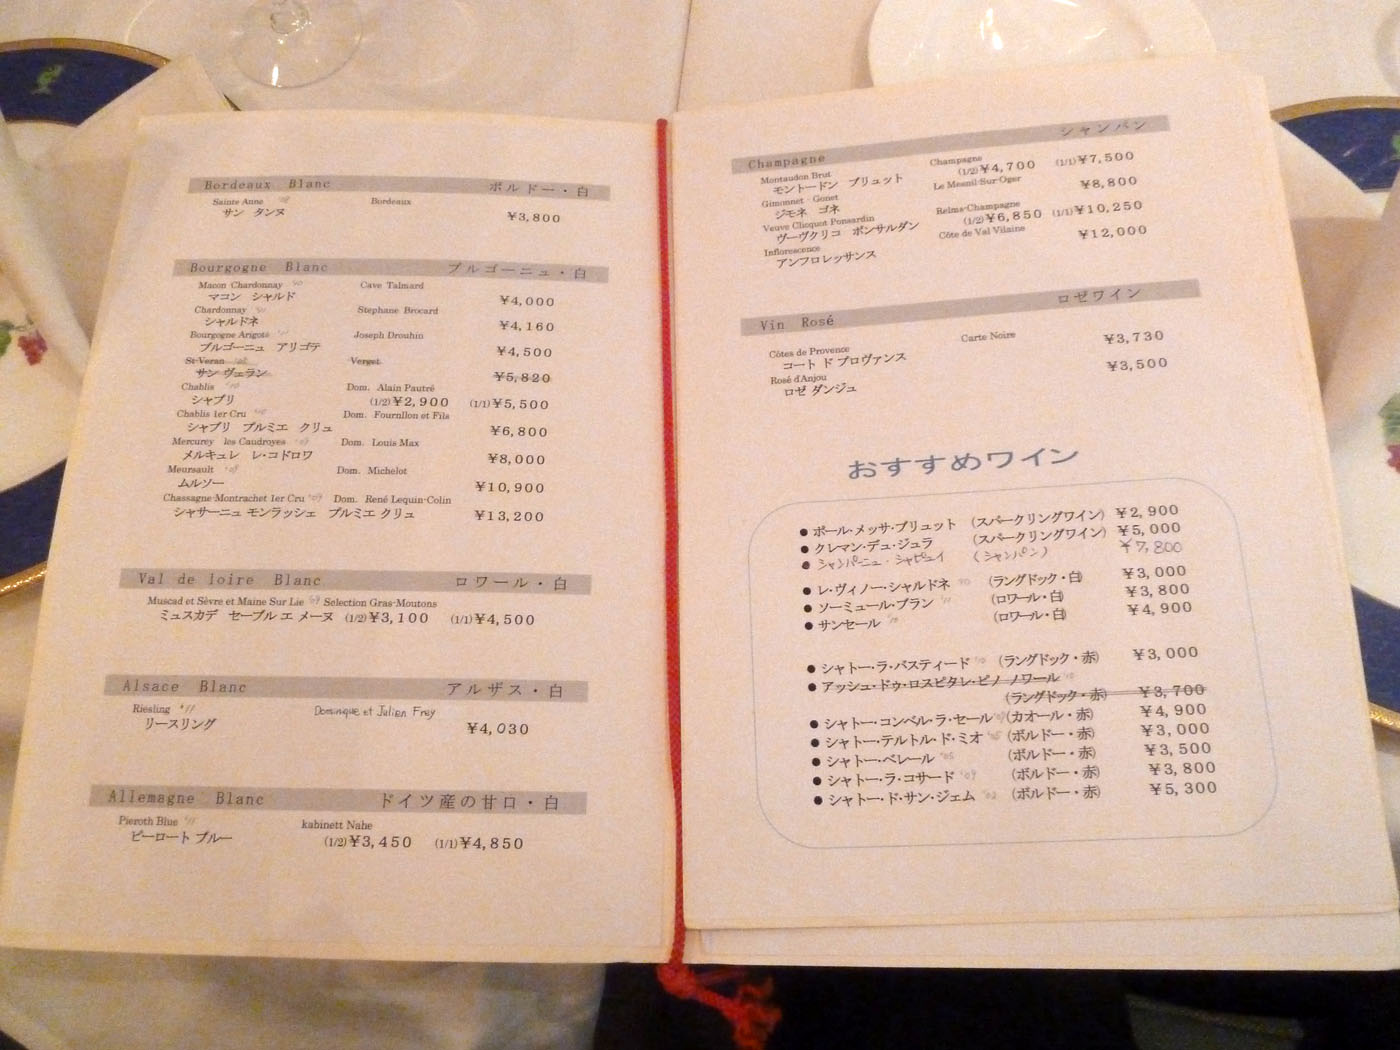 Bordeaux Blanc ボルドー・白
Sainte Anne Bordeaux
サン タンヌ ¥3,800
Bourgogne Blanc ブルゴーニュ・白
Macon Chardonnay '10 Cave Talmard
マコン シャルド ¥4,000
Chardonnay Stephane Brocard
シャルドネ ¥4,160
Bourgogne Arigote Joseph Drouhin
ブルゴーニュ アリゴテ ¥4,500
St-Veran Verget
サン ヴェラン ¥5,820
Chablis '10 Dom. Alain Pautré
シャブリ (1/2)¥2,900 (1/1)¥5,500
Chablis 1er Cru Dom. Fournllon et Fils
シャブリ プルミエ クリュ ¥6,800
Mercurey les Caudroyes '09 Dom. Louis Max
メルキュレ レ・コドロワ ¥8,000
Meursault Dom. Michelot
ムルソー ¥10,900
Chassagne-Montrachet 1er Cru '09 Dom. René Lequin-Colin
シャサーニュ モンラッシェ プルミエ クリュ ¥13,200
Val de loire Blanc ロワール・白
Muscad et Sèvre et Maine Sur Lie Selection Gras-Moutons
ミュスカデ セーブル エ メーヌ (1/2)¥3,100 (1/1)¥4,500
Alsace Blanc アルザス・白
Riesling '11 Dominique et Julien Frey
リースリング ¥4,030
Allemagne Blanc ドイツ産の甘口・白
Pieroth Blue '11 kabinett Nahe
ピーロート ブルー (1/2)¥3,450 (1/1)¥4,850
Champagne シャンパン
Montaudon Brut Champagne
モントードン ブリュット (1/2)¥4,700 (1/1)¥7,500
Gimonnet - Gonet Le Mesnil-Sur-Oger
ジモネ ゴネ ¥8,800
Veuve Clicquot Ponsardin Reims-Champagne
ヴーヴクリコ ポンサルダン (1/2)¥6,850 (1/1)¥10,250
Inflorescence Côte de Val Vilaine
アンフロレッサンス ¥12,000
Vin Rosé ロゼワイン
Côtes de Provence Carte Noire
コート ド プロヴァンス ¥3,730
Rosé d'Anjou
ロゼ ダンジュ ¥3,500
おすすめワイン
●ポール・メッサ・ブリュット (スパークリングワイン) ¥2,900
●クレマン・デュ・ジュラ (スパークリングワイン) ¥5,000
●シャンパーニュ・シャピュイ (シャンパン) ¥7,800
●レ・ヴィノー・シャルドネ '10 (ラングドック・白) ¥3,000
●ソーミュール・ブラン '11 (ロワール・白) ¥3,800
●サンセール '10 (ロワール・白) ¥4,900
●シャトー・ラ・バスティード '10 (ラングドック・赤) ¥3,000
●アッシュ・ドゥ・ロスピタレ・ピノ ノワール '10
(ラングドック・赤) ¥3,700
●シャトー・コンベル・ラ・セール (カオール・赤) ¥4,900
●シャトー・テルトル・ド・ミオ (ボルドー・赤) ¥3,000
●シャトー・ベレール '05 (ボルドー・赤) ¥3,500
●シャトー・ラ・コサード '09 (ボルドー・赤) ¥3,800
●シャトー・ド・サン・ジェム (ボルドー・赤) ¥5,300